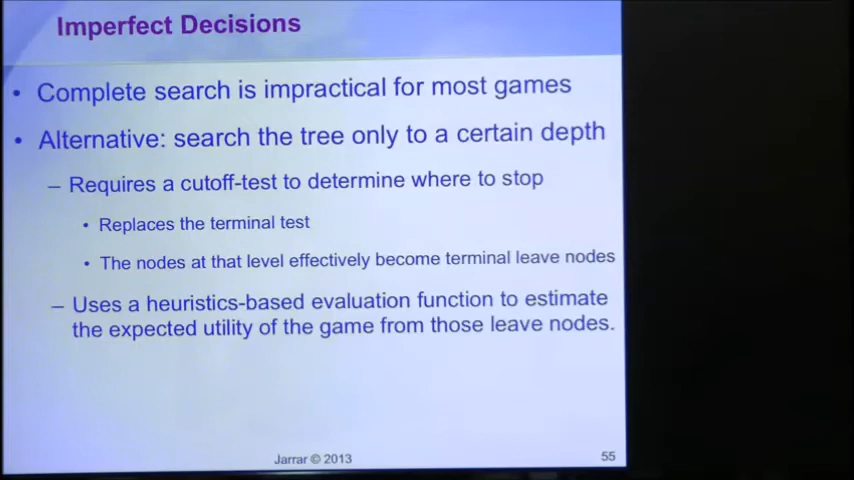 Imperfect Decisions
• Complete search is impractical for most games
• Alternative: search the tree only to a certain depth
– Requires a cutoff-test to determine where to stop
• Replaces the terminal test
• The nodes at that level effectively become terminal leave nodes
– Uses a heuristics-based evaluation function to estimate
the expected utility of the game from those leave nodes.
Jarrar © 2013
55